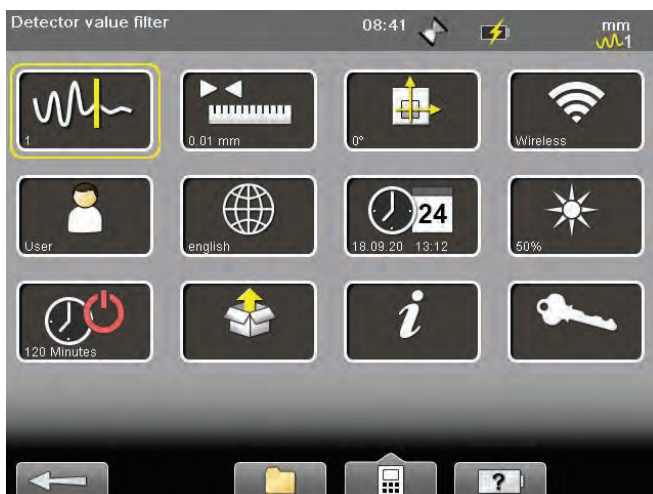 Detector value filter 08:41 mm
1
1 0.01 mm 0° Wireless
24
User english 18.09.20 13:12 50%
120 Minutes i
?